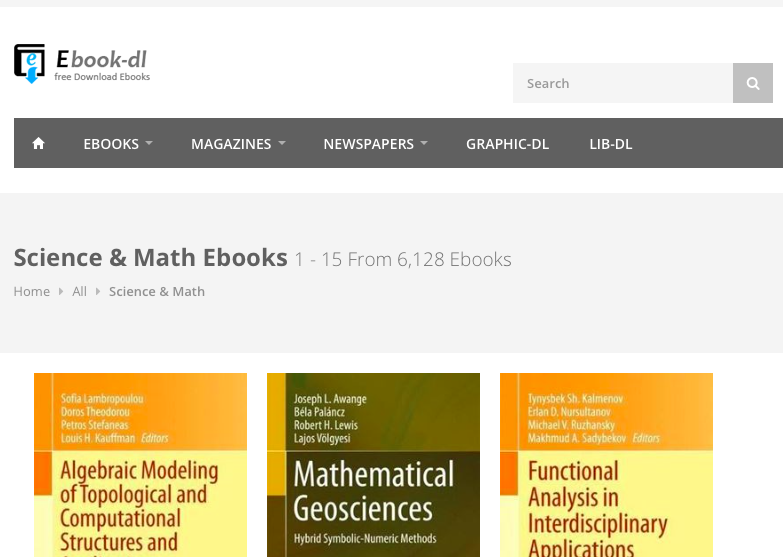 Ebook-dl
free Download Ebooks
Search
EBOOKS
MAGAZINES
NEWSPAPERS
GRAPHIC-DL
LIB-DL
Science & Math Ebooks 1 - 15 From 6,128 Ebooks
Home All Science & Math
Sofia Lambropoulou
Doros Theodorou
Petros Stefaneas
Louis H. Kauffman Editors
Algebraic Modeling
of Topological and
Computational
Structures and
Joseph L. Awange
Béla Paláncz
Robert H. Lewis
Lajos Völgyesi
Mathematical
Geosciences
Hybrid Symbolic-Numeric Methods
Tynysbek Sh. Kalmenov
Erlan D. Nursultanov
Michael V. Ruzhansky
Makhmud A. Sadybekov Editors
Functional
Analysis in
Interdisciplinary
Applications